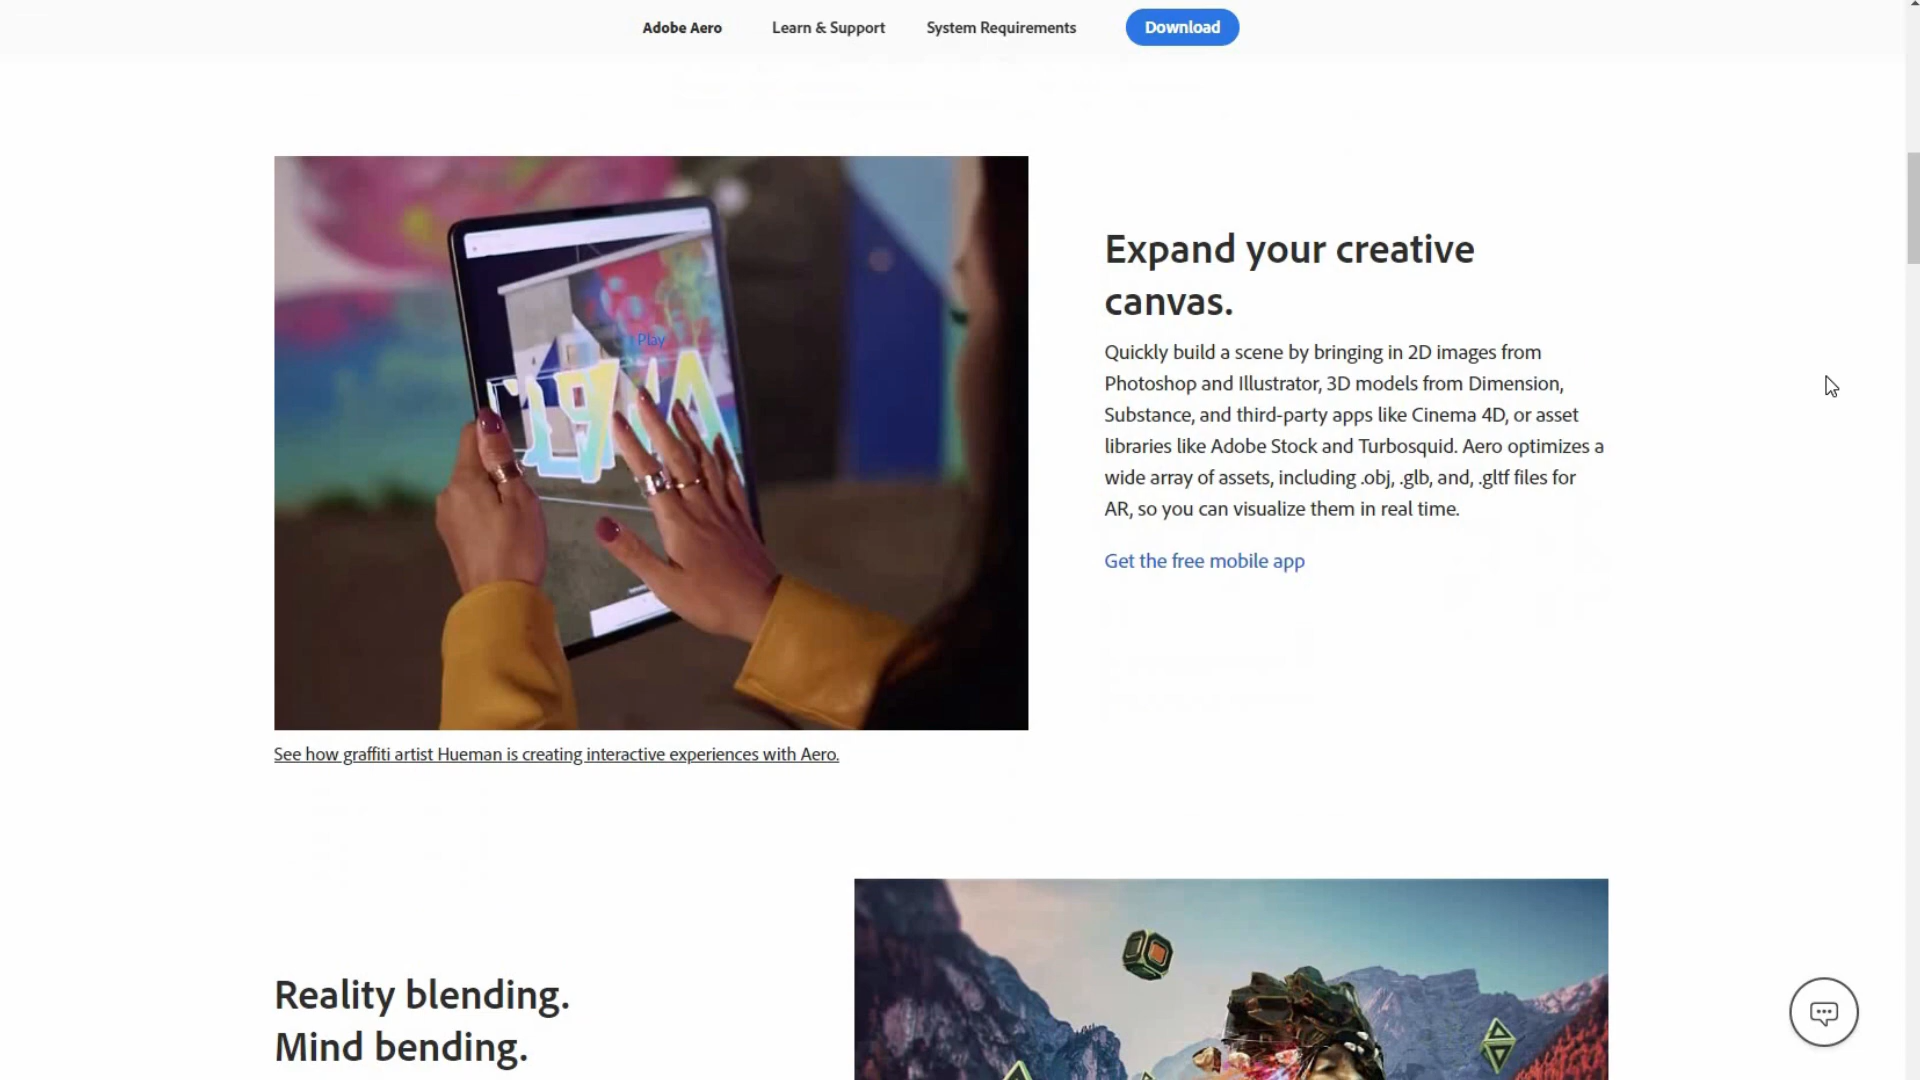 Adobe Aero Learn & Support System Requirements Download
Expand your creative
canvas.
Play
Quickly build a scene by bringing in 2D images from
Photoshop and Illustrator, 3D models from Dimension,
Substance, and third-party apps like Cinema 4D, or asset
libraries like Adobe Stock and Turbosquid. Aero optimizes a
wide array of assets, including .obj, .glb, and, .gltf files for
AR, so you can visualize them in real time.
Get the free mobile app
See how graffiti artist Hueman is creating interactive experiences with Aero.
Reality blending.
Mind bending.